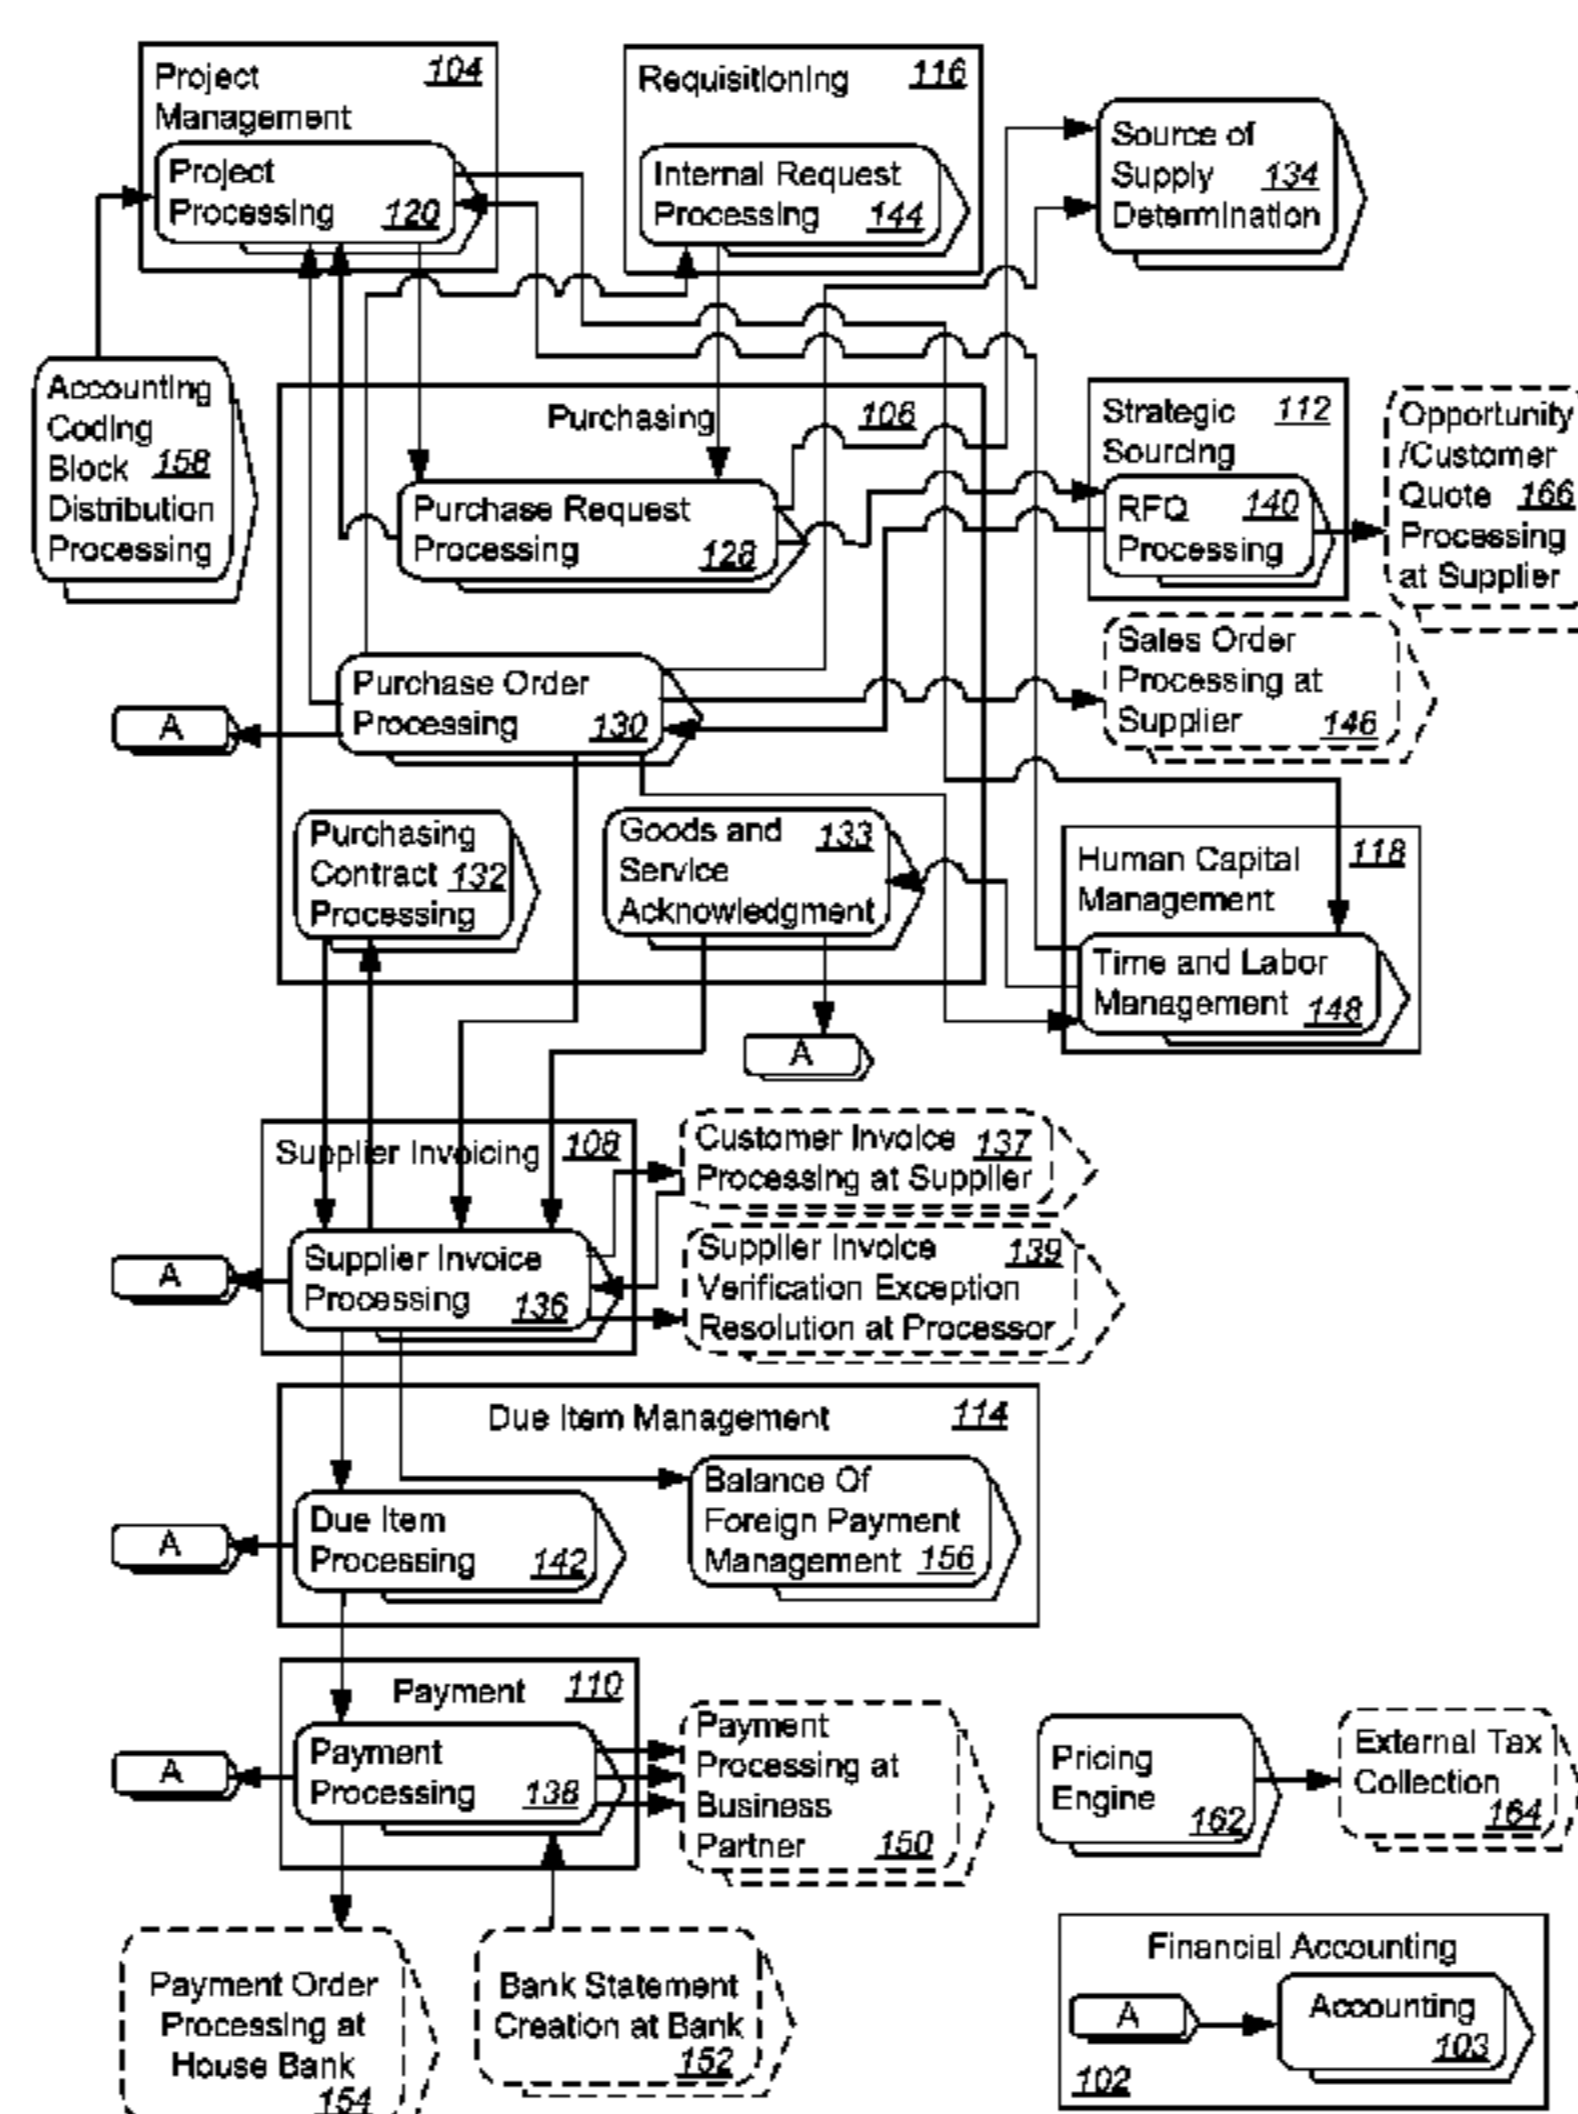 Project 104
Management
Project
Processing 120
Requisitioning 116
Internal Request
Processing 144
Source of
Supply 134
Determination
Accounting
Coding
Block 158
Distribution
Processing
Purchasing 106
Purchase Request
Processing 128
Strategic 112
Sourcing
RFQ 140
Processing
Opportunity
/Customer
Quote 166
Processing
at Supplier
Sales Order
Processing at
Supplier 146
Purchase Order
Processing 130
A
Purchasing
Contract 132
Processing
Goods and 133
Service
Acknowledgment
Human Capital 118
Management
Time and Labor
Management 148
A
Supplier Invoicing 108
Customer Invoice 137
Processing at Supplier
Supplier Invoice
Processing 136
A
Supplier Invoice 139
Verification Exception
Resolution at Processor
Due Item Management 114
Balance Of
Foreign Payment
Management 156
Due Item
Processing 142
A
Payment 110
Payment
Processing 138
A
Payment
Processing at
Business
Partner 150
Pricing
Engine 162
External Tax
Collection
164
Payment Order
Processing at
House Bank
154
Bank Statement
Creation at Bank
152
Financial Accounting
A
Accounting
103
102